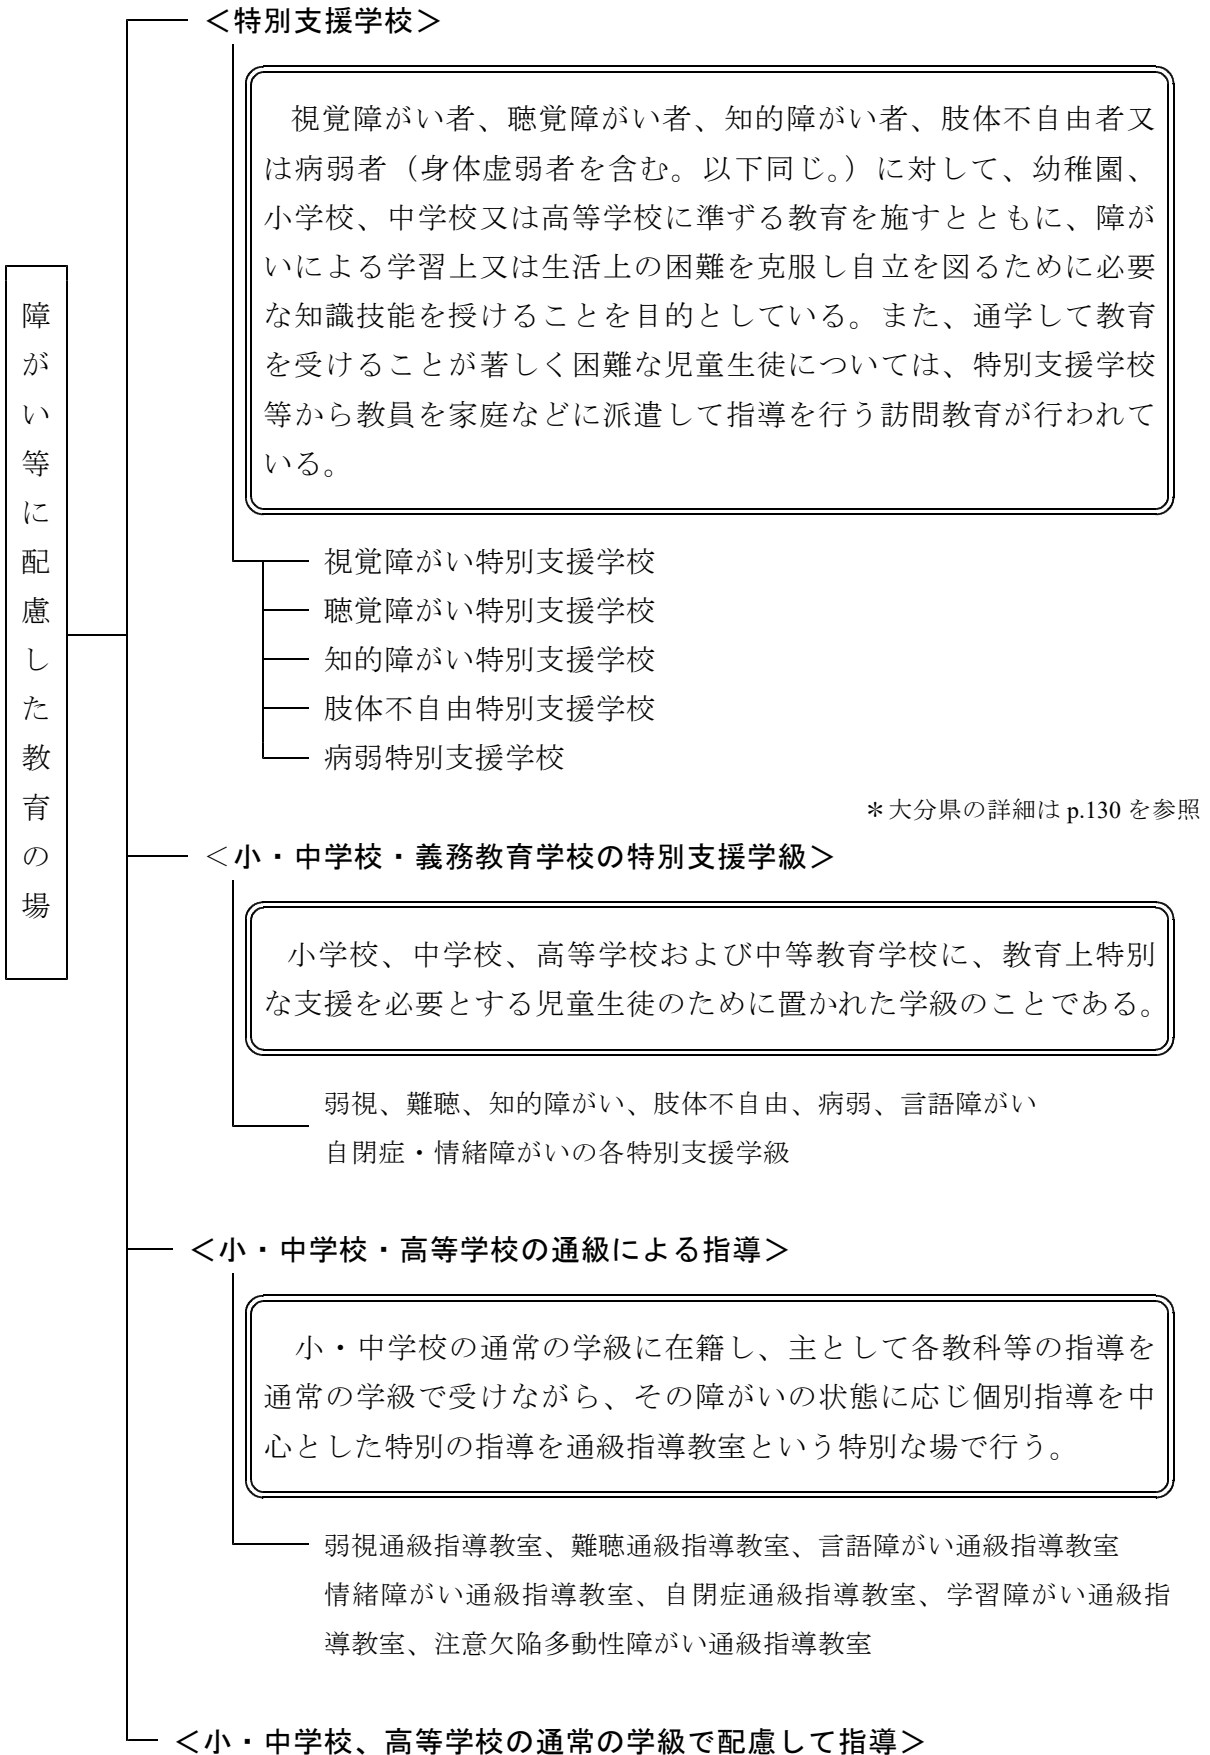 障がい等に配慮した教育の場
＜特別支援学校＞
視覚障がい者、聴覚障がい者、知的障がい者、肢体不自由者又
は病弱者（身体虚弱者を含む。以下同じ。）に対して、幼稚園、
小学校、中学校又は高等学校に準ずる教育を施すとともに、障が
いによる学習上又は生活上の困難を克服し自立を図るために必要
な知識技能を授けることを目的としている。また、通学して教育
を受けることが著しく困難な児童生徒については、特別支援学校
等から教員を家庭などに派遣して指導を行う訪問教育が行われて
いる。
視覚障がい特別支援学校
聴覚障がい特別支援学校
知的障がい特別支援学校
肢体不自由特別支援学校
病弱特別支援学校
＊大分県の詳細は p.130 を参照
＜小・中学校・義務教育学校の特別支援学級＞
小学校、中学校、高等学校および中等教育学校に、教育上特別
な支援を必要とする児童生徒のために置かれた学級のことである。
弱視、難聴、知的障がい、肢体不自由、病弱、言語障がい
自閉症・情緒障がいの各特別支援学級
＜小・中学校・高等学校の通級による指導＞
小・中学校の通常の学級に在籍し、主として各教科等の指導を
通常の学級で受けながら、その障がいの状態に応じ個別指導を中
心とした特別の指導を通級指導教室という特別な場で行う。
弱視通級指導教室、難聴通級指導教室、言語障がい通級指導教室
情緒障がい通級指導教室、自閉症通級指導教室、学習障がい通級指
導教室、注意欠陥多動性障がい通級指導教室
＜小・中学校、高等学校の通常の学級で配慮して指導＞